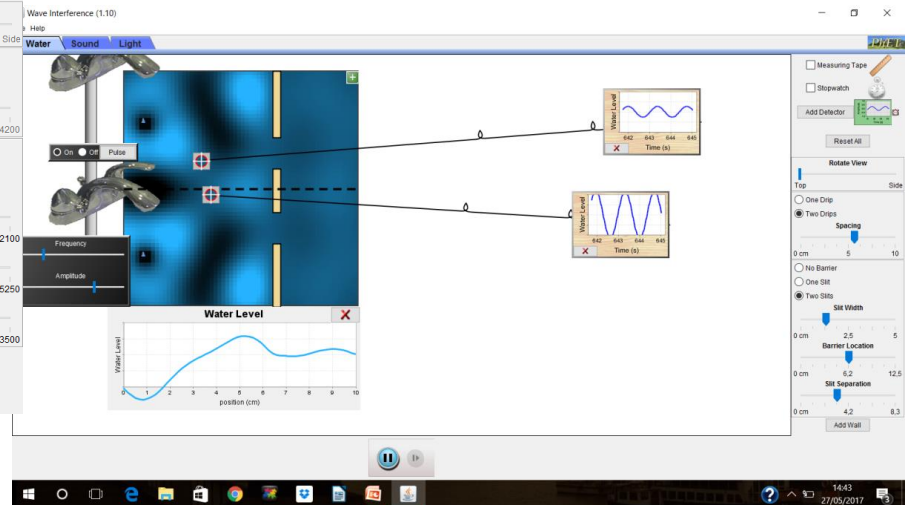 Wave Interference (1.10)
Help
Side
Water Sound Light
PhET
4200
On Off Pulse
2100
Frequency
Amplitude
5250
3500
Water Level
Water Level
0 1 2 3 4 5 6 7 8 9 10
position (cm)
Water Level
642 643 644 645
Time (s)
Water Level
642 643 644 645
Time (s)
Measuring Tape
Stopwatch
Add Detector
Reset All
Rotate View
Top Side
One Drip
Two Drips
Spacing
0 cm 5 10
No Barrier
One Slit
Two Slits
Slit Width
0 cm 2,5 5
Barrier Location
0 cm 6,2 12,5
Slit Separation
0 cm 4,2 8,3
Add Wall
14:43
27/05/2017